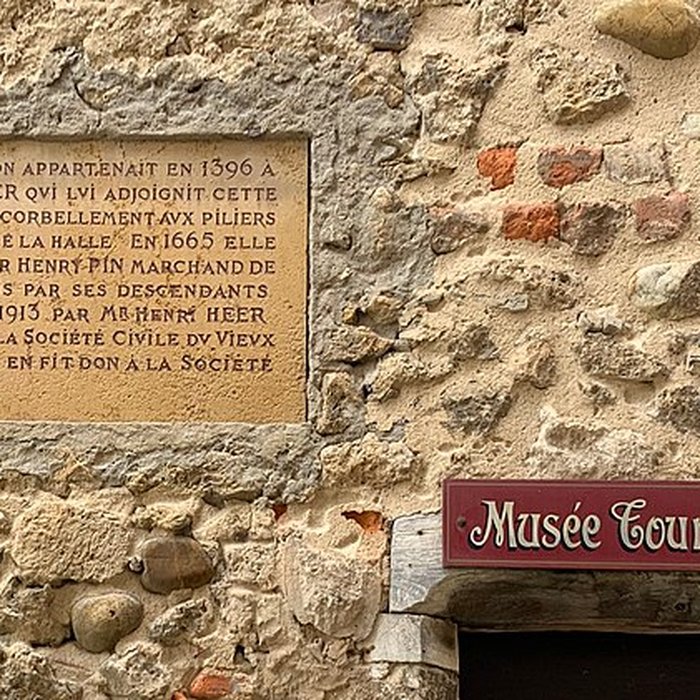 ON APPARTENAIT EN 1396 À
ER QVI LVI ADJOIGNIT CETTE
CORBELLEMENT AVX PILIERS
É LA HALLE. EN 1665 ELLE
R HENRY PIN MARCHAND DE
S PAR SES DESCENDANTS
1913 PAR MR HENRI HEER
LA SOCIÉTÉ CIVILE DV VIEVX
EN FIT DON À LA SOCIÉTÉ
Musée Tour